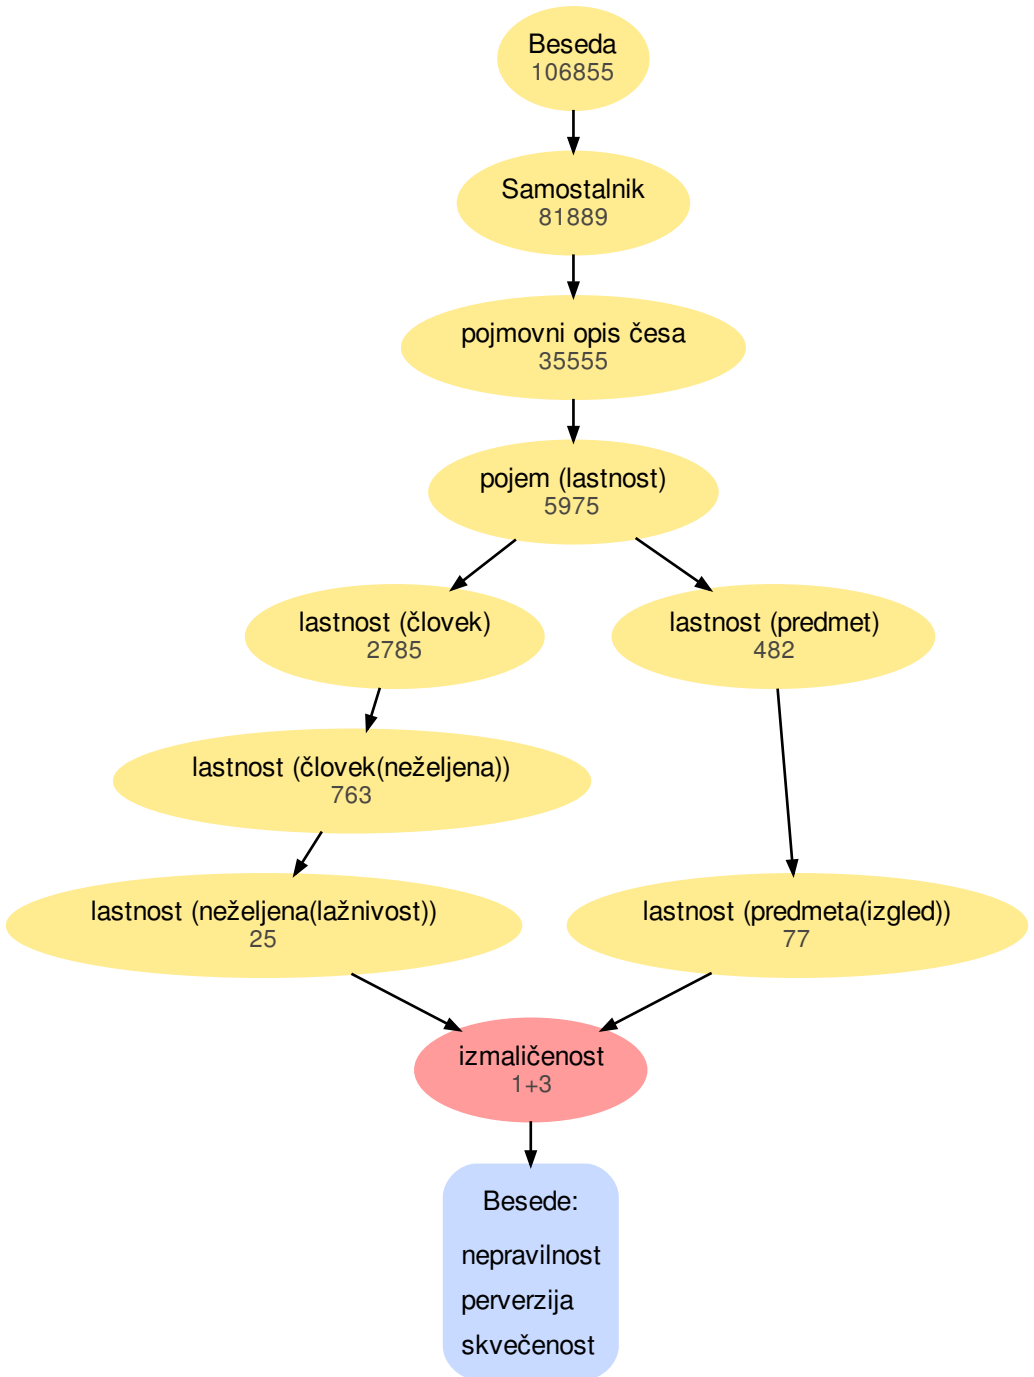 Beseda
106855
Samostalnik
81889
pojmovni opis česa
35555
pojem (lastnost)
5975
lastnost (človek)
2785
lastnost (predmet)
482
lastnost (človek(neželjena))
763
lastnost (neželjena(lažnivost))
25
lastnost (predmeta(izgled))
77
izmaličenost
1+3
Besede:
nepravilnost
perverzija
skvečenost